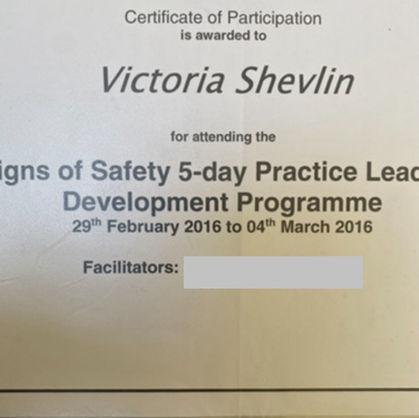 Certificate of Participation
is awarded to
Victoria Shevlin
for attending the
igns of Safety 5-day Practice Lead
Development Programme
29th February 2016 to 04th March 2016
Facilitators: